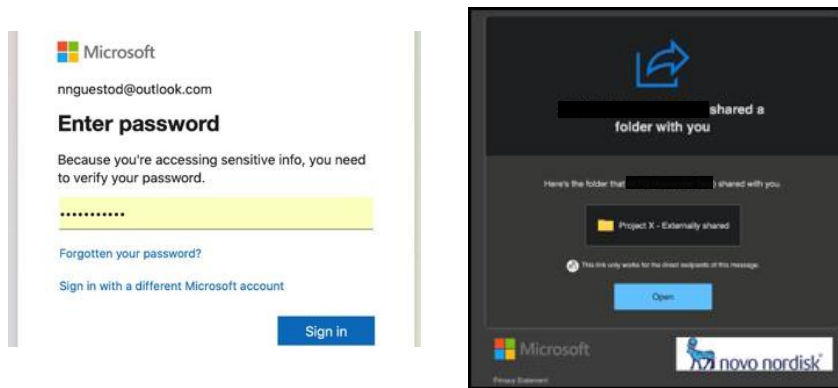 Microsoft
nnguestod@outlook.com
Enter password
Because you're accessing sensitive info, you need
to verify your password.
•••••••••••
Forgotten your password?
Sign in with a different Microsoft account
Sign in
shared a
folder with you
Here's the folder that ) shared with you.
Project X - Externally shared
This link only works for the direct recipients of this message.
Open
Microsoft
novo nordisk
Privacy Statement